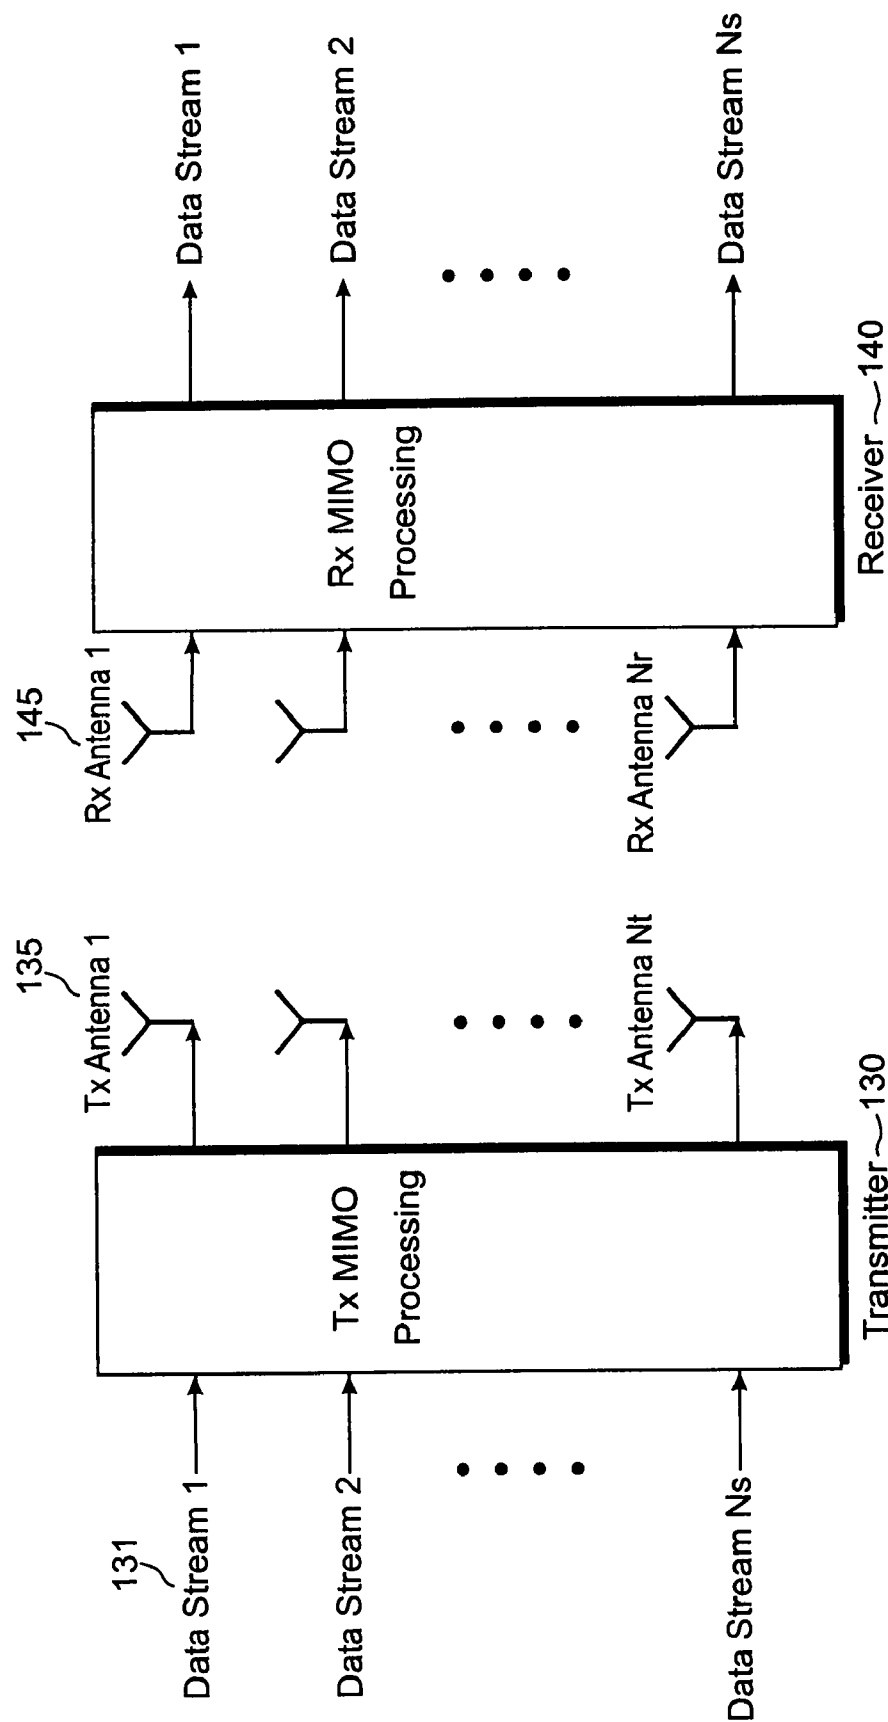 131
Data Stream 1
Data Stream 2
Data Stream Ns
Tx MIMO
Processing
Transmitter
130
135
Tx Antenna 1
Tx Antenna Nt
145
Rx Antenna 1
Rx Antenna Nr
Rx MIMO
Processing
Receiver
140
Data Stream 1
Data Stream 2
Data Stream Ns